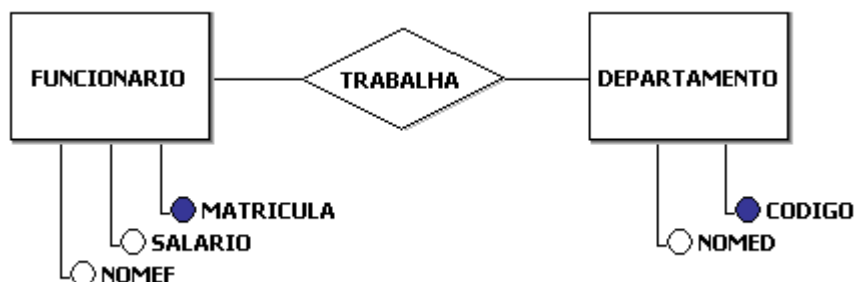 FUNCIONARIO
TRABALHA
DEPARTAMENTO
MATRICULA
SALARIO
NOMEF
CODIGO
NOMED